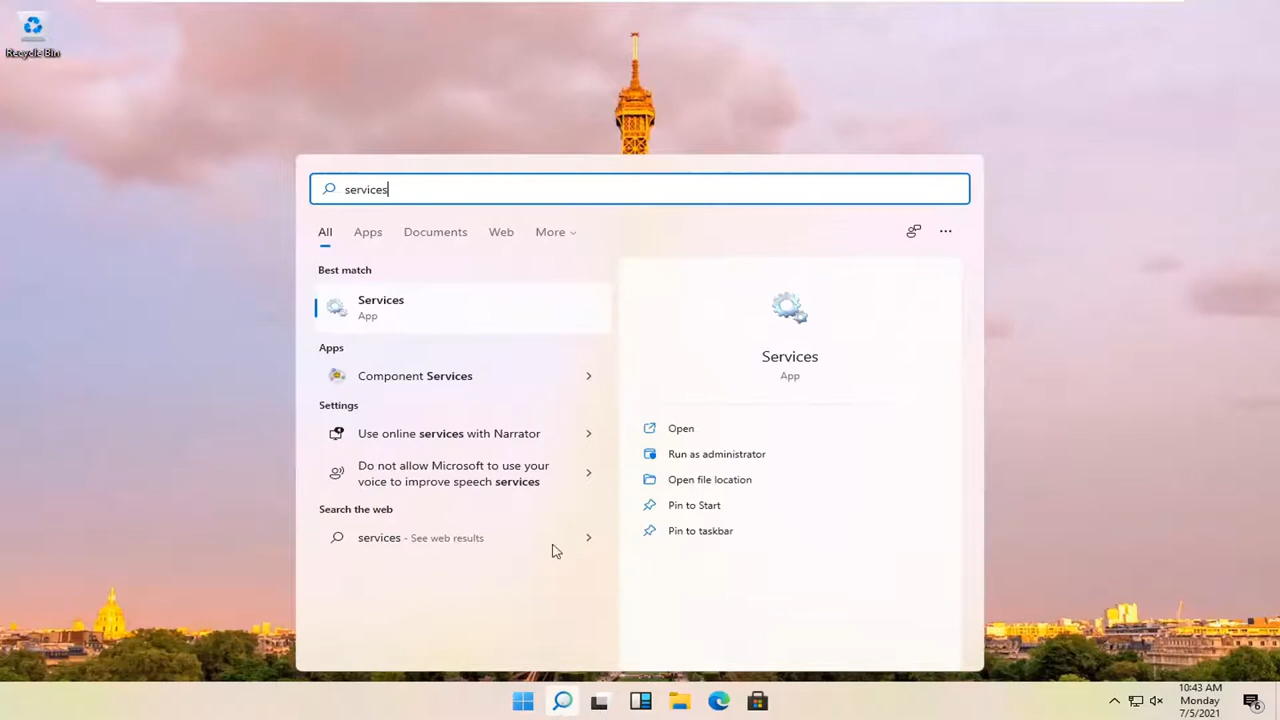 Recycle Bin
services
All Apps Documents Web More
Best match
Services
App
Apps
Component Services
Settings
Use online services with Narrator
Do not allow Microsoft to use your
voice to improve speech services
Search the web
services - See web results
Services
App
Open
Run as administrator
Open file location
Pin to Start
Pin to taskbar
10:43 AM
Monday
7/5/2021
6